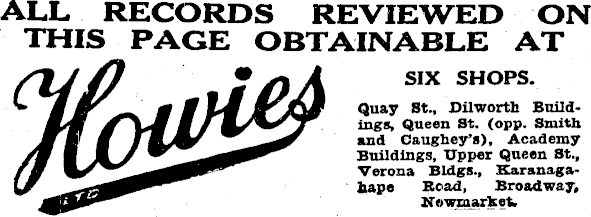 ALL RECORDS REVIEWED ON
THIS PAGE OBTAINABLE AT
Howies
LTD
SIX SHOPS.
Quay St., Dilworth Build-
ings, Queen St. (opp. Smith
and Caughey's), Academy
Buildings, Upper Queen St.,
Verona Bldgs., Karanaga-
hape Road, Broadway,
Newmarket.